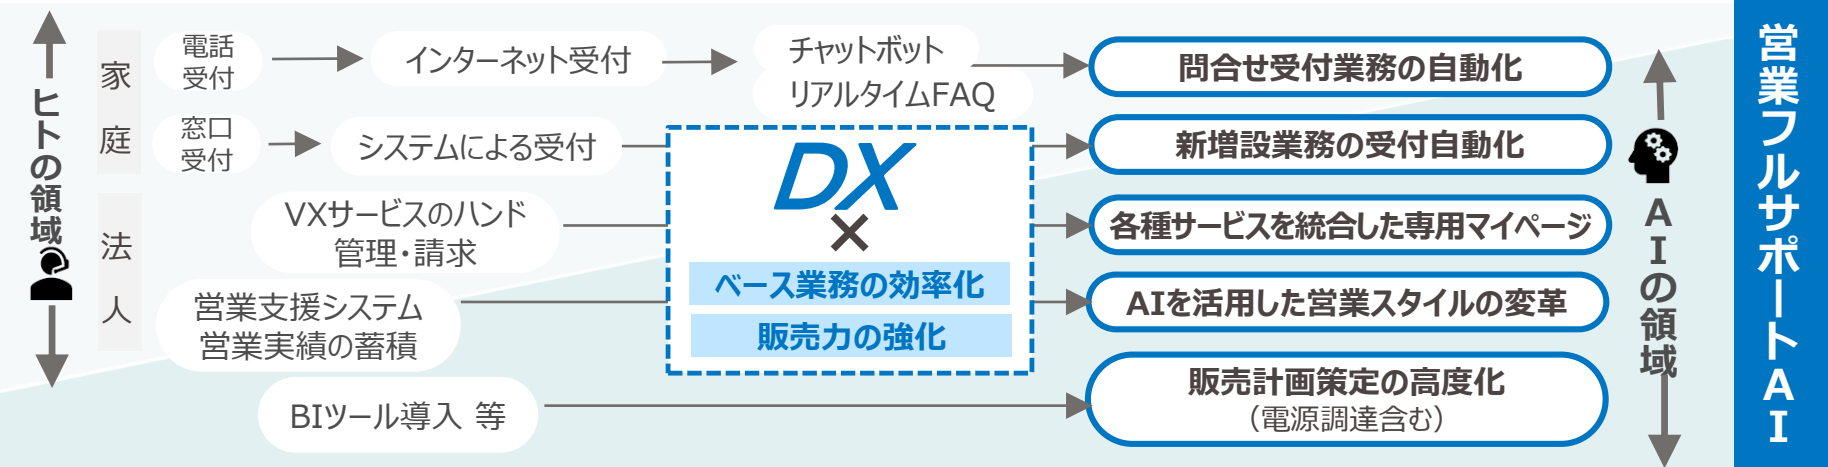 ヒトの領域
家庭
電話
受付
インターネット受付
チャットボット
リアルタイムFAQ
問合せ受付業務の自動化
窓口
受付
システムによる受付
新増設業務の受付自動化
法人
VXサービスのハンド
管理・請求
各種サービスを統合した専用マイページ
営業支援システム
営業実績の蓄積
AIを活用した営業スタイルの変革
BIツール導入 等
販売計画策定の高度化
(電源調達含む)
DX
×
ベース業務の効率化
販売力の強化
AIの領域
営業フルサポートAI